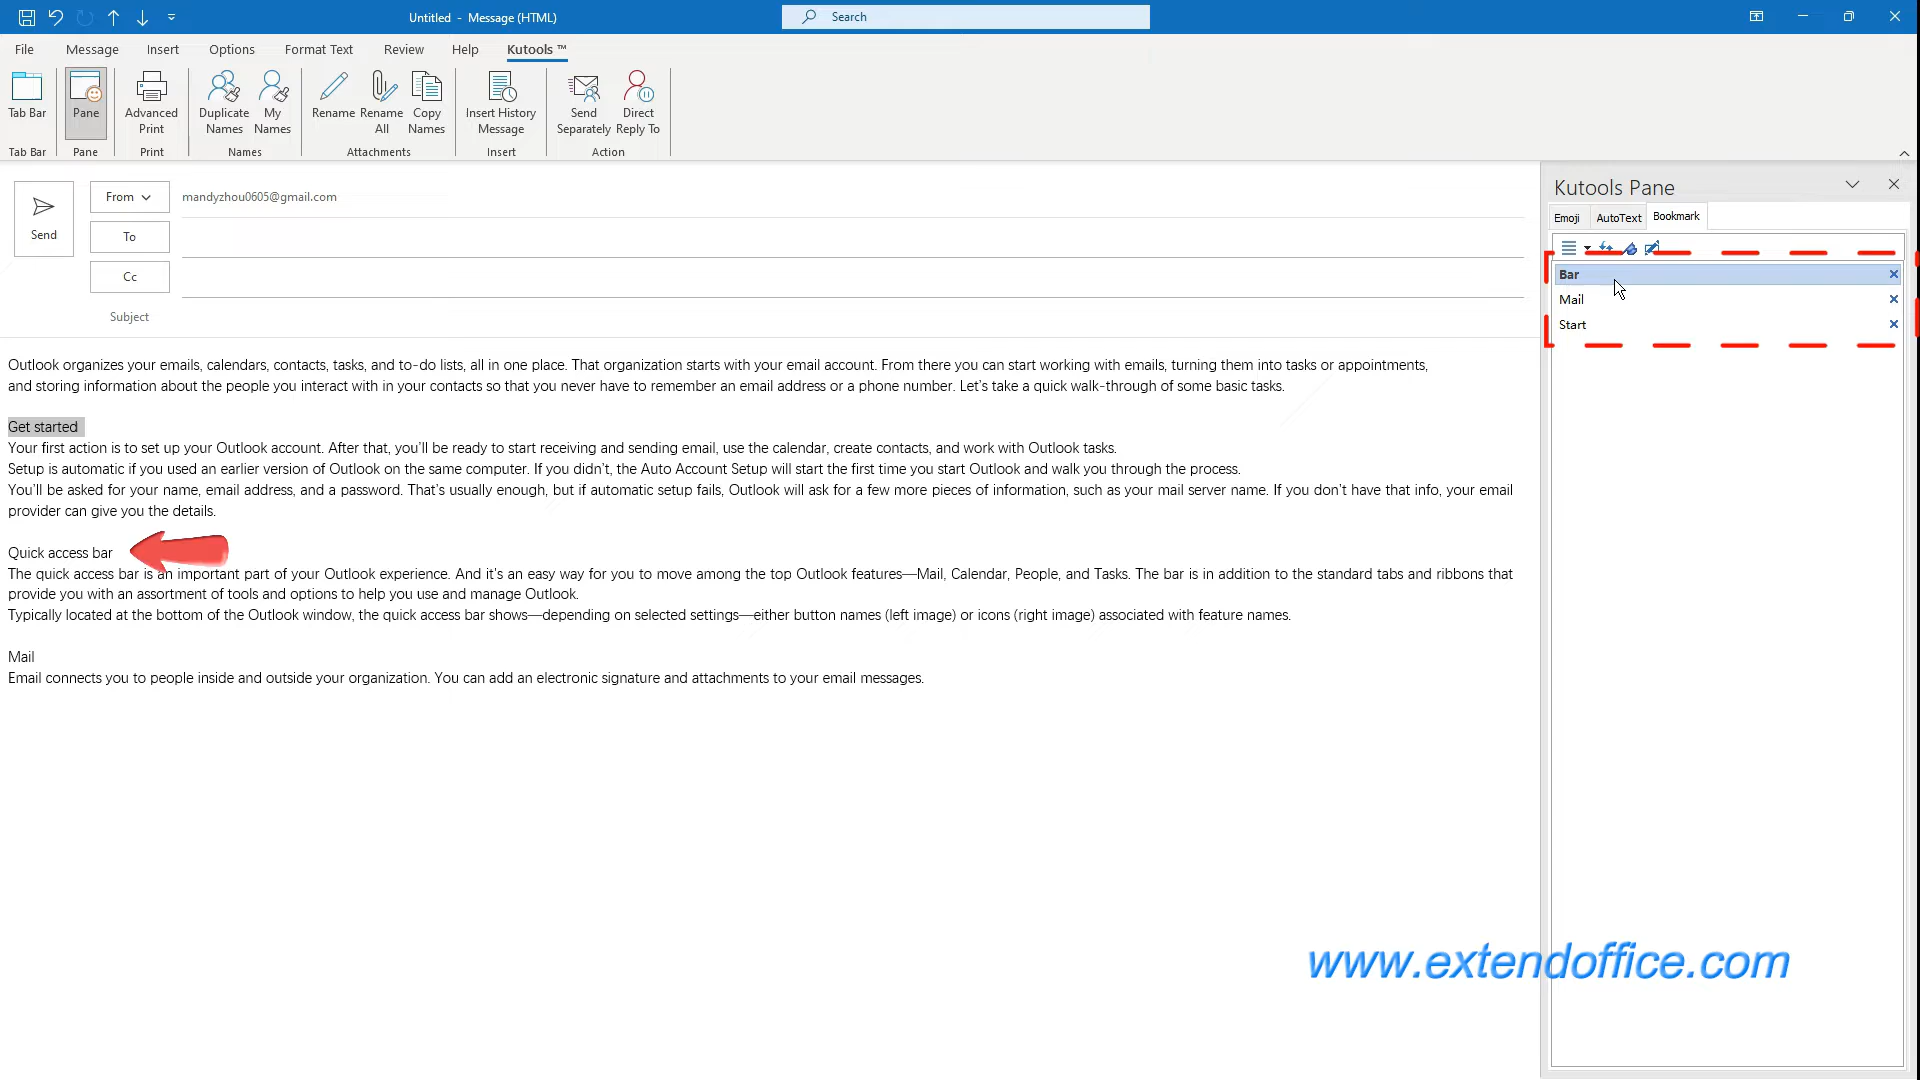 Untitled - Message (HTML)
Search
File Message Insert Options Format Text Review Help Kutools ™
Tab Bar
Pane
Advanced Print
Duplicate Names
My Names
Rename
Rename All
Copy Names
Insert History Message
Send Separately
Direct Reply To
Tab Bar Pane Print Names Attachments Insert Action
Send
From
mandyzhou0605@gmail.com
To
Cc
Subject
Outlook organizes your emails, calendars, contacts, tasks, and to-do lists, all in one place. That organization starts with your email account. From there you can start working with emails, turning them into tasks or appointments,
and storing information about the people you interact with in your contacts so that you never have to remember an email address or a phone number. Let's take a quick walk-through of some basic tasks.
Get started
Your first action is to set up your Outlook account. After that, you'll be ready to start receiving and sending email, use the calendar, create contacts, and work with Outlook tasks.
Setup is automatic if you used an earlier version of Outlook on the same computer. If you didn't, the Auto Account Setup will start the first time you start Outlook and walk you through the process.
You'll be asked for your name, email address, and a password. That's usually enough, but if automatic setup fails, Outlook will ask for a few more pieces of information, such as your mail server name. If you don't have that info, your email
provider can give you the details.
Quick access bar
The quick access bar is an important part of your Outlook experience. And it's an easy way for you to move among the top Outlook features—Mail, Calendar, People, and Tasks. The bar is in addition to the standard tabs and ribbons that
provide you with an assortment of tools and options to help you use and manage Outlook.
Typically located at the bottom of the Outlook window, the quick access bar shows—depending on selected settings—either button names (left image) or icons (right image) associated with feature names.
Mail
Email connects you to people inside and outside your organization. You can add an electronic signature and attachments to your email messages.
Kutools Pane
Emoji AutoText Bookmark
Bar
Mail
Start
www.extendoffice.com